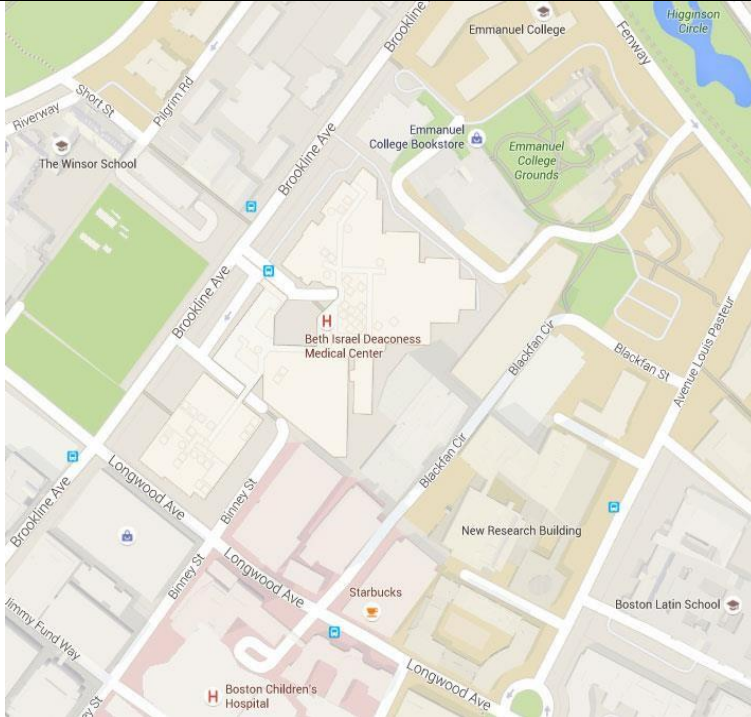 Higginson
Circle
Emmanuel College
Brookline Ave
Fenway
Short St
Pilgrim Rd
Riverway
Emmanuel
College Bookstore
Emmanuel
College
Grounds
The Winsor School
Brookline Ave
Brookline Ave
H
Beth Israel Deaconess
Medical Center
Blackfan Cir
Blackfan St
Avenue Louis Pasteur
Blackfan Cir
Longwood Ave
Binney St
Brookline Ave
New Research Building
Longwood Ave
Binney St
Starbucks
Boston Latin School
Jimmy Fund Way
Longwood Ave
H
Boston Children's
Hospital
ney St